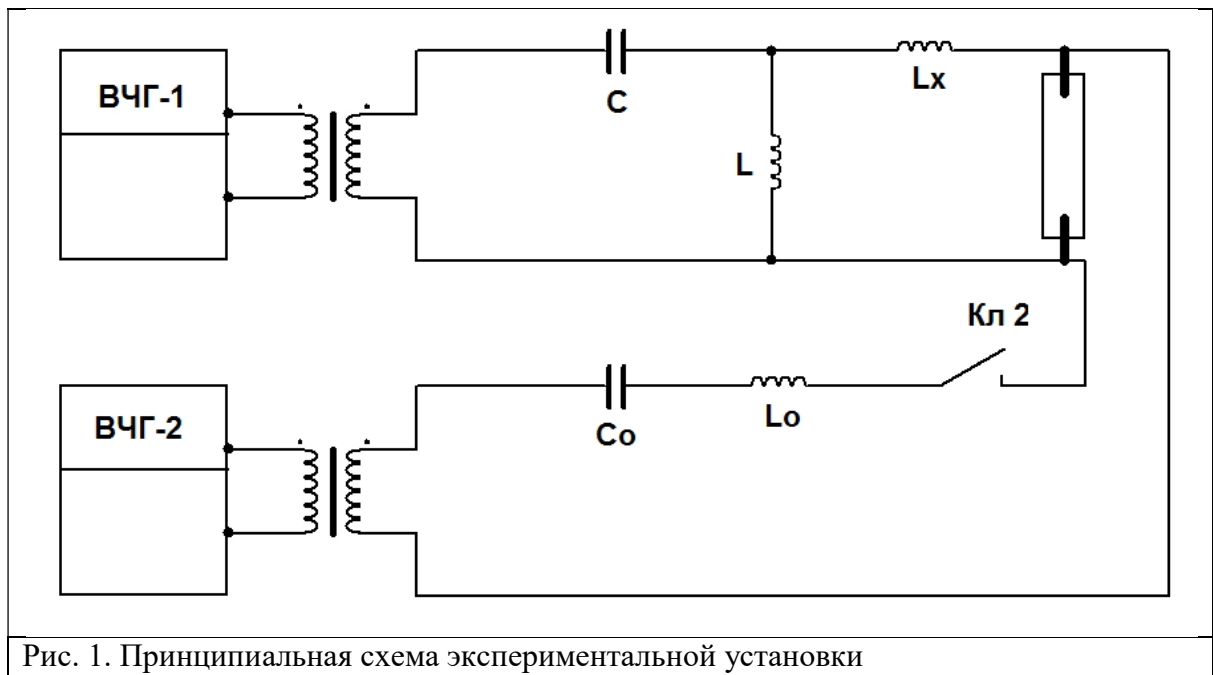 ВЧГ-1
C
Lx
L
Кл 2
ВЧГ-2
Co
Lo
Рис. 1. Принципиальная схема экспериментальной установки